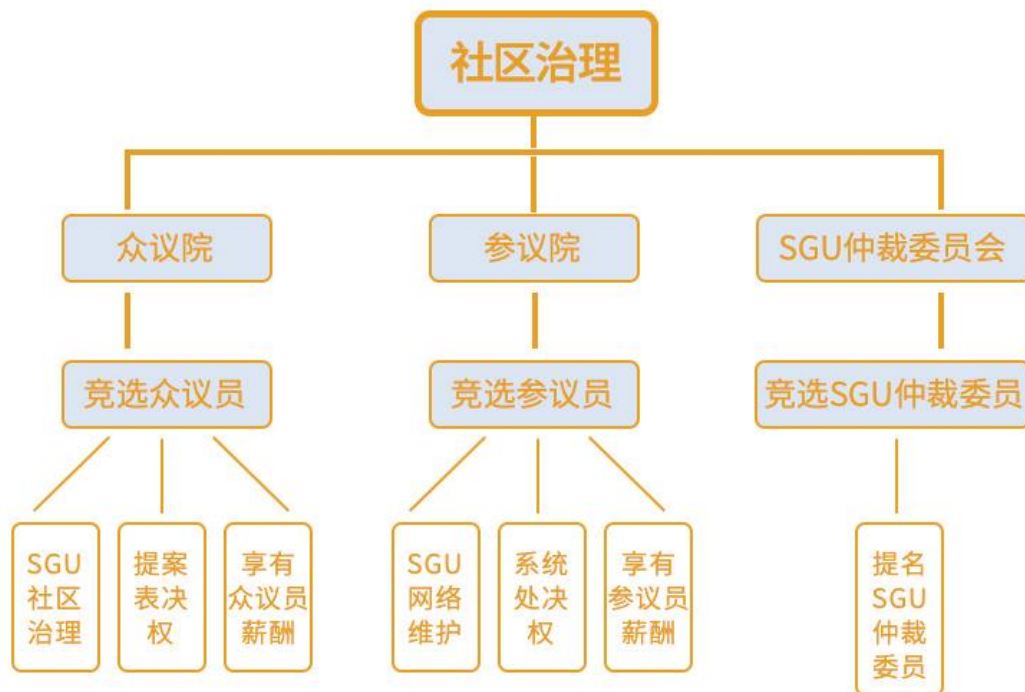 社区治理
众议院
参议院
SGU仲裁委员会
竞选众议员
竞选参议员
竞选SGU仲裁委员
SGU
社区
治理
提案
表决
权
享有
众议员
薪酬
SGU
网络
维护
系统
处决
权
享有
参议员
薪酬
提名
SGU
仲裁
委员